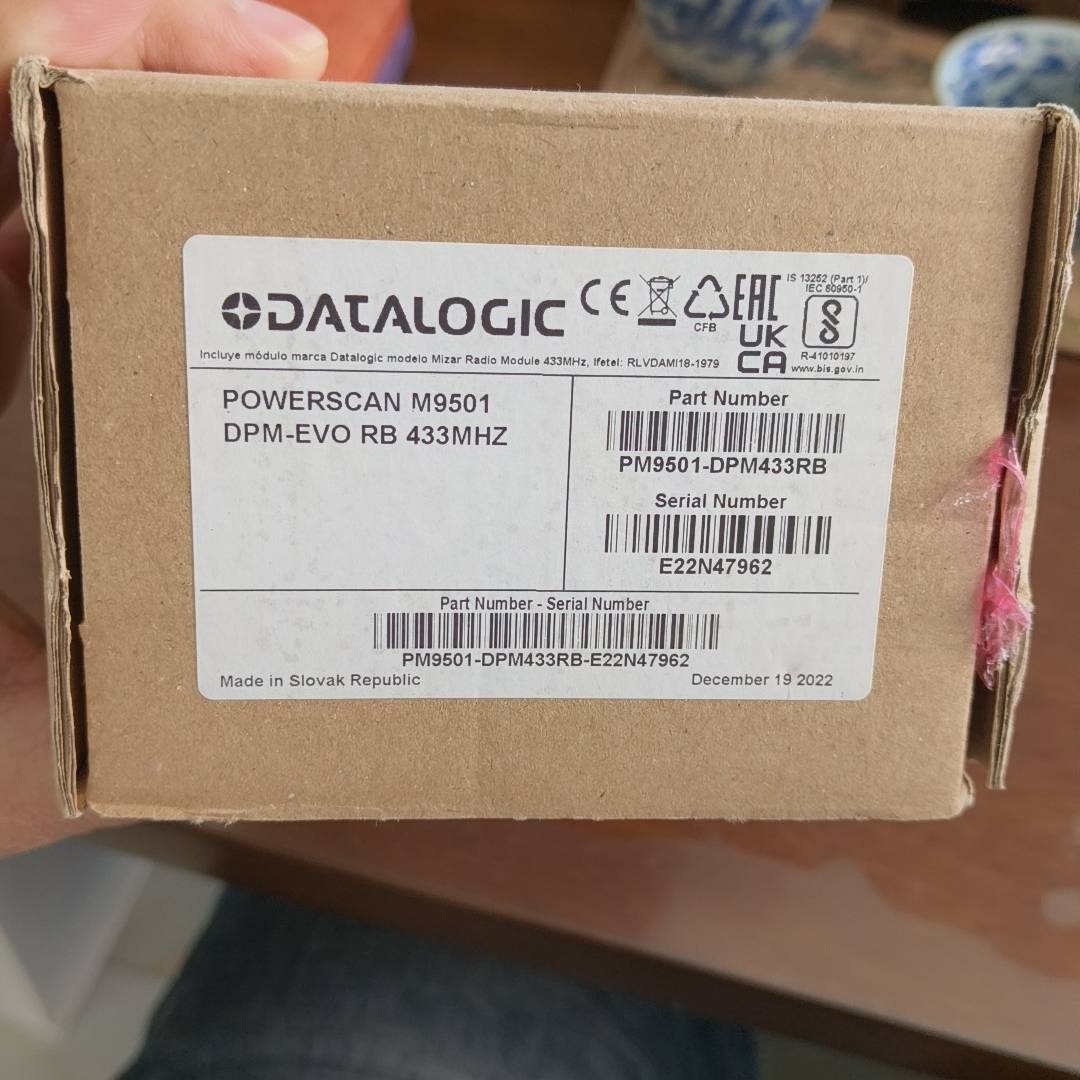 DATALOGIC
CE
CFB
EAC
UK
CA
IS 13252 (Part 1)/
IEC 60950-1
R-41010197
www.bis.gov.in
Incluye módulo marca Datalogic modelo Mizar Radio Module 433MHz, Ifetel: RLVDAMI18-1979
POWERSCAN M9501
DPM-EVO RB 433MHZ
Part Number
PM9501-DPM433RB
Serial Number
E22N47962
Part Number - Serial Number
PM9501-DPM433RB-E22N47962
Made in Slovak Republic
December 19 2022